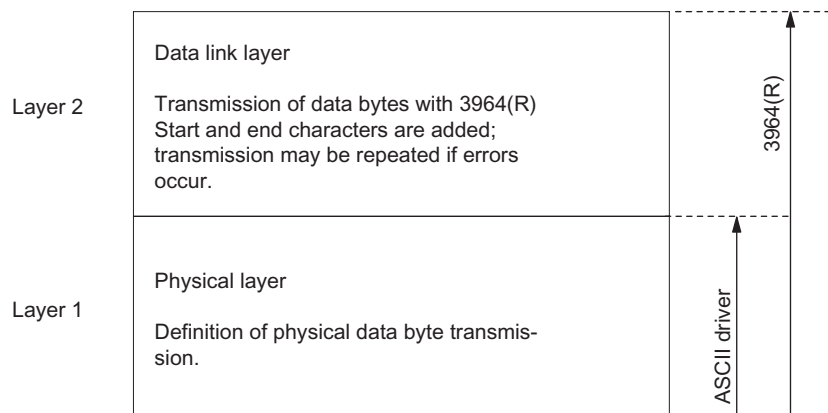 Data link layer
Layer 2
Transmission of data bytes with 3964(R)
Start and end characters are added;
transmission may be repeated if errors
occur.
3964(R)
Physical layer
Layer 1
Definition of physical data byte transmis-
sion.
ASCII driver